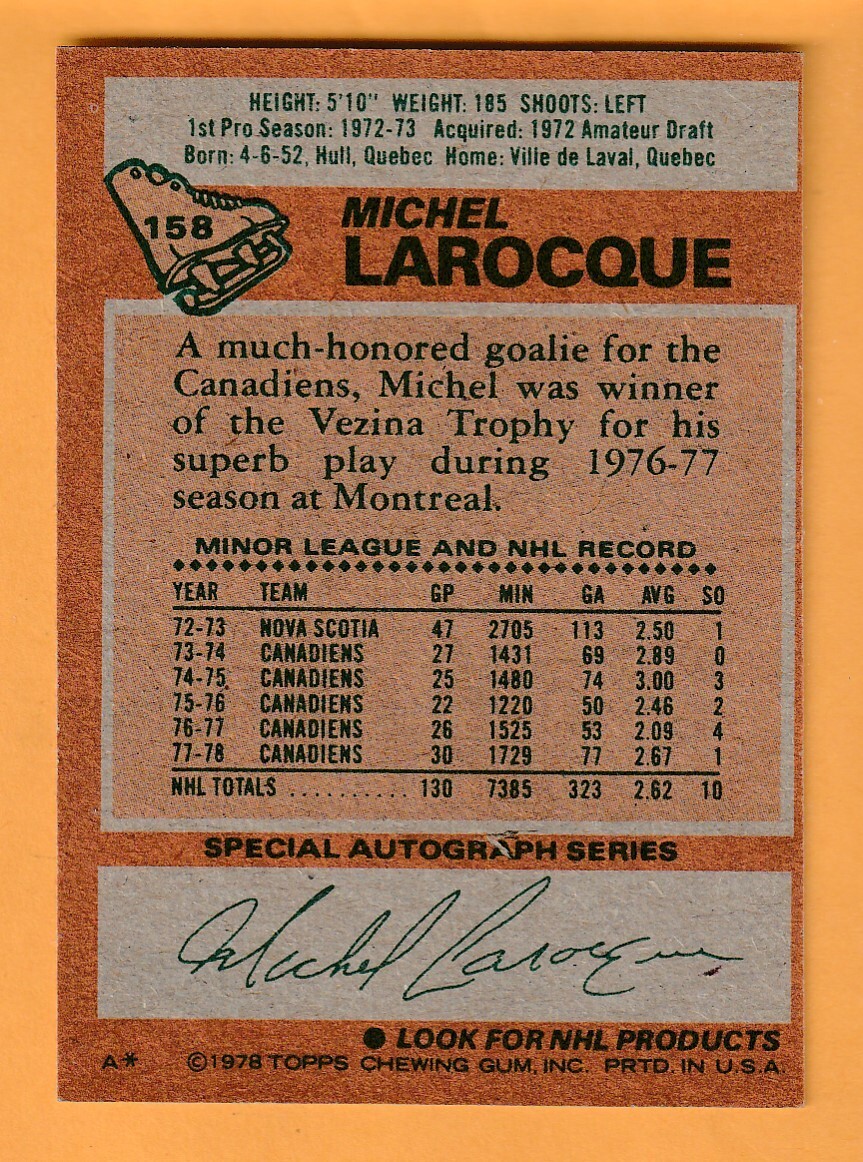 HEIGHT: 5'10" WEIGHT: 185 SHOOTS: LEFT
1st Pro Season: 1972-73 Acquired: 1972 Amateur Draft
Born: 4-6-52, Hull, Quebec Home: Ville de Laval, Quebec
158
MICHEL
LAROCQUE
A much-honored goalie for the
Canadiens, Michel was winner
of the Vezina Trophy for his
superb play during 1976-77
season at Montreal.
MINOR LEAGUE AND NHL RECORD
YEAR TEAM GP MIN GA AVG SO
72-73 NOVA SCOTIA 47 2705 113 2.50 1
73-74 CANADIENS 27 1431 69 2.89 0
74-75 CANADIENS 25 1480 74 3.00 3
75-76 CANADIENS 22 1220 50 2.46 2
76-77 CANADIENS 26 1525 53 2.09 4
77-78 CANADIENS 30 1729 77 2.67 1
NHL TOTALS .......... 130 7385 323 2.62 10
SPECIAL AUTOGRAPH SERIES
Michel Larocque
● LOOK FOR NHL PRODUCTS
A* ©1978 TOPPS CHEWING GUM, INC. PRTD. IN U.S.A.